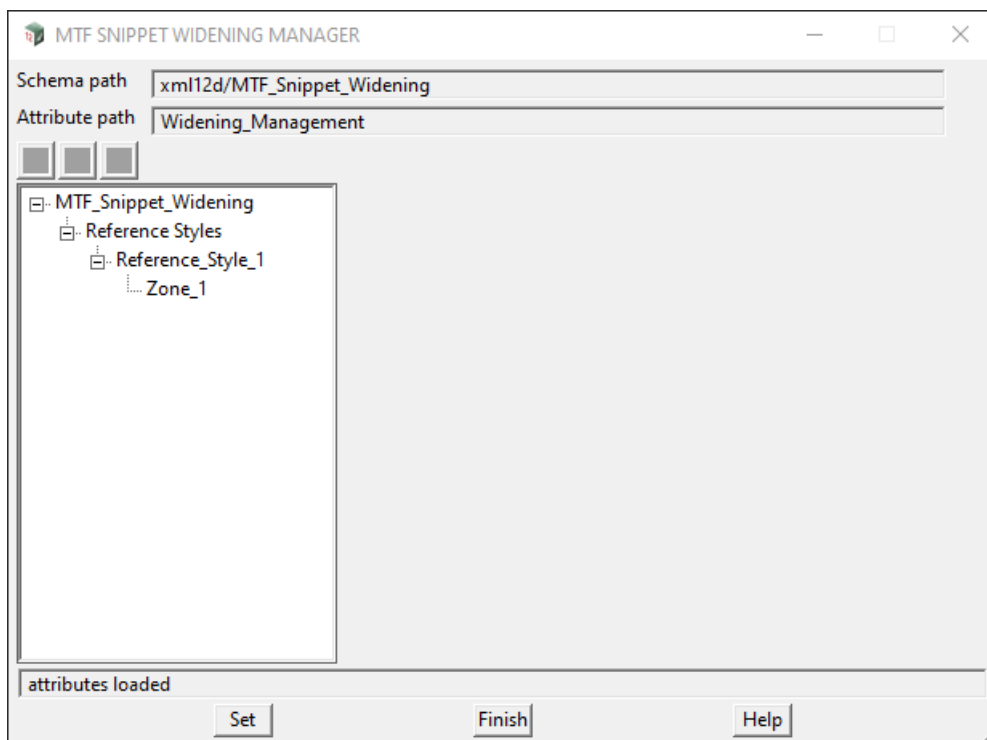 MTF SNIPPET WIDENING MANAGER
Schema path xml12d/MTF_Snippet_Widening
Attribute path Widening_Management
MTF_Snippet_Widening
Reference Styles
Reference_Style_1
Zone_1
attributes loaded
Set Finish Help